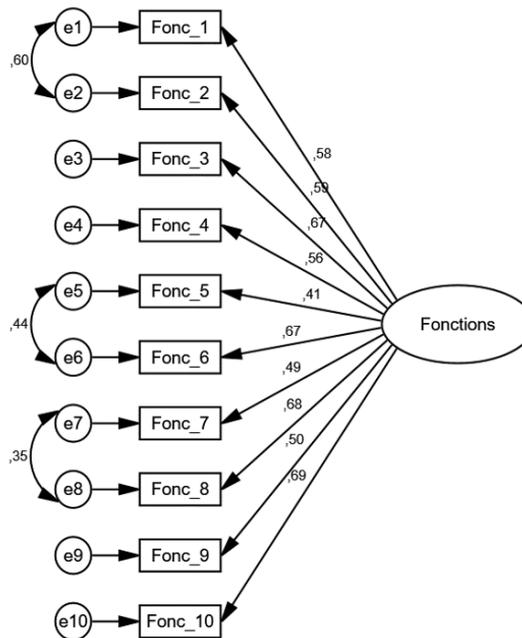 e1 Fonc_1
,60
e2 Fonc_2
,58
e3 Fonc_3
,59
e4 Fonc_4
,67
,56
e5 Fonc_5
,41
,44
Fonctions
e6 Fonc_6
,67
,49
e7 Fonc_7
,68
,50
,35
e8 Fonc_8
,69
e9 Fonc_9
e10 Fonc_10